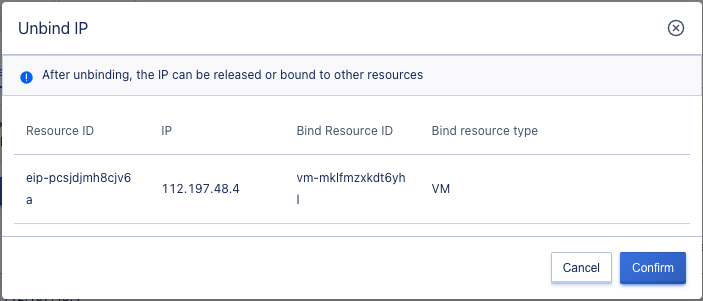 Unbind IP
After unbinding, the IP can be released or bound to other resources
Resource ID IP Bind Resource ID Bind resource type
eip-pcsjdjmh8cjv6a 112.197.48.4 vm-mklfmzxkdt6yhl VM
Cancel Confirm